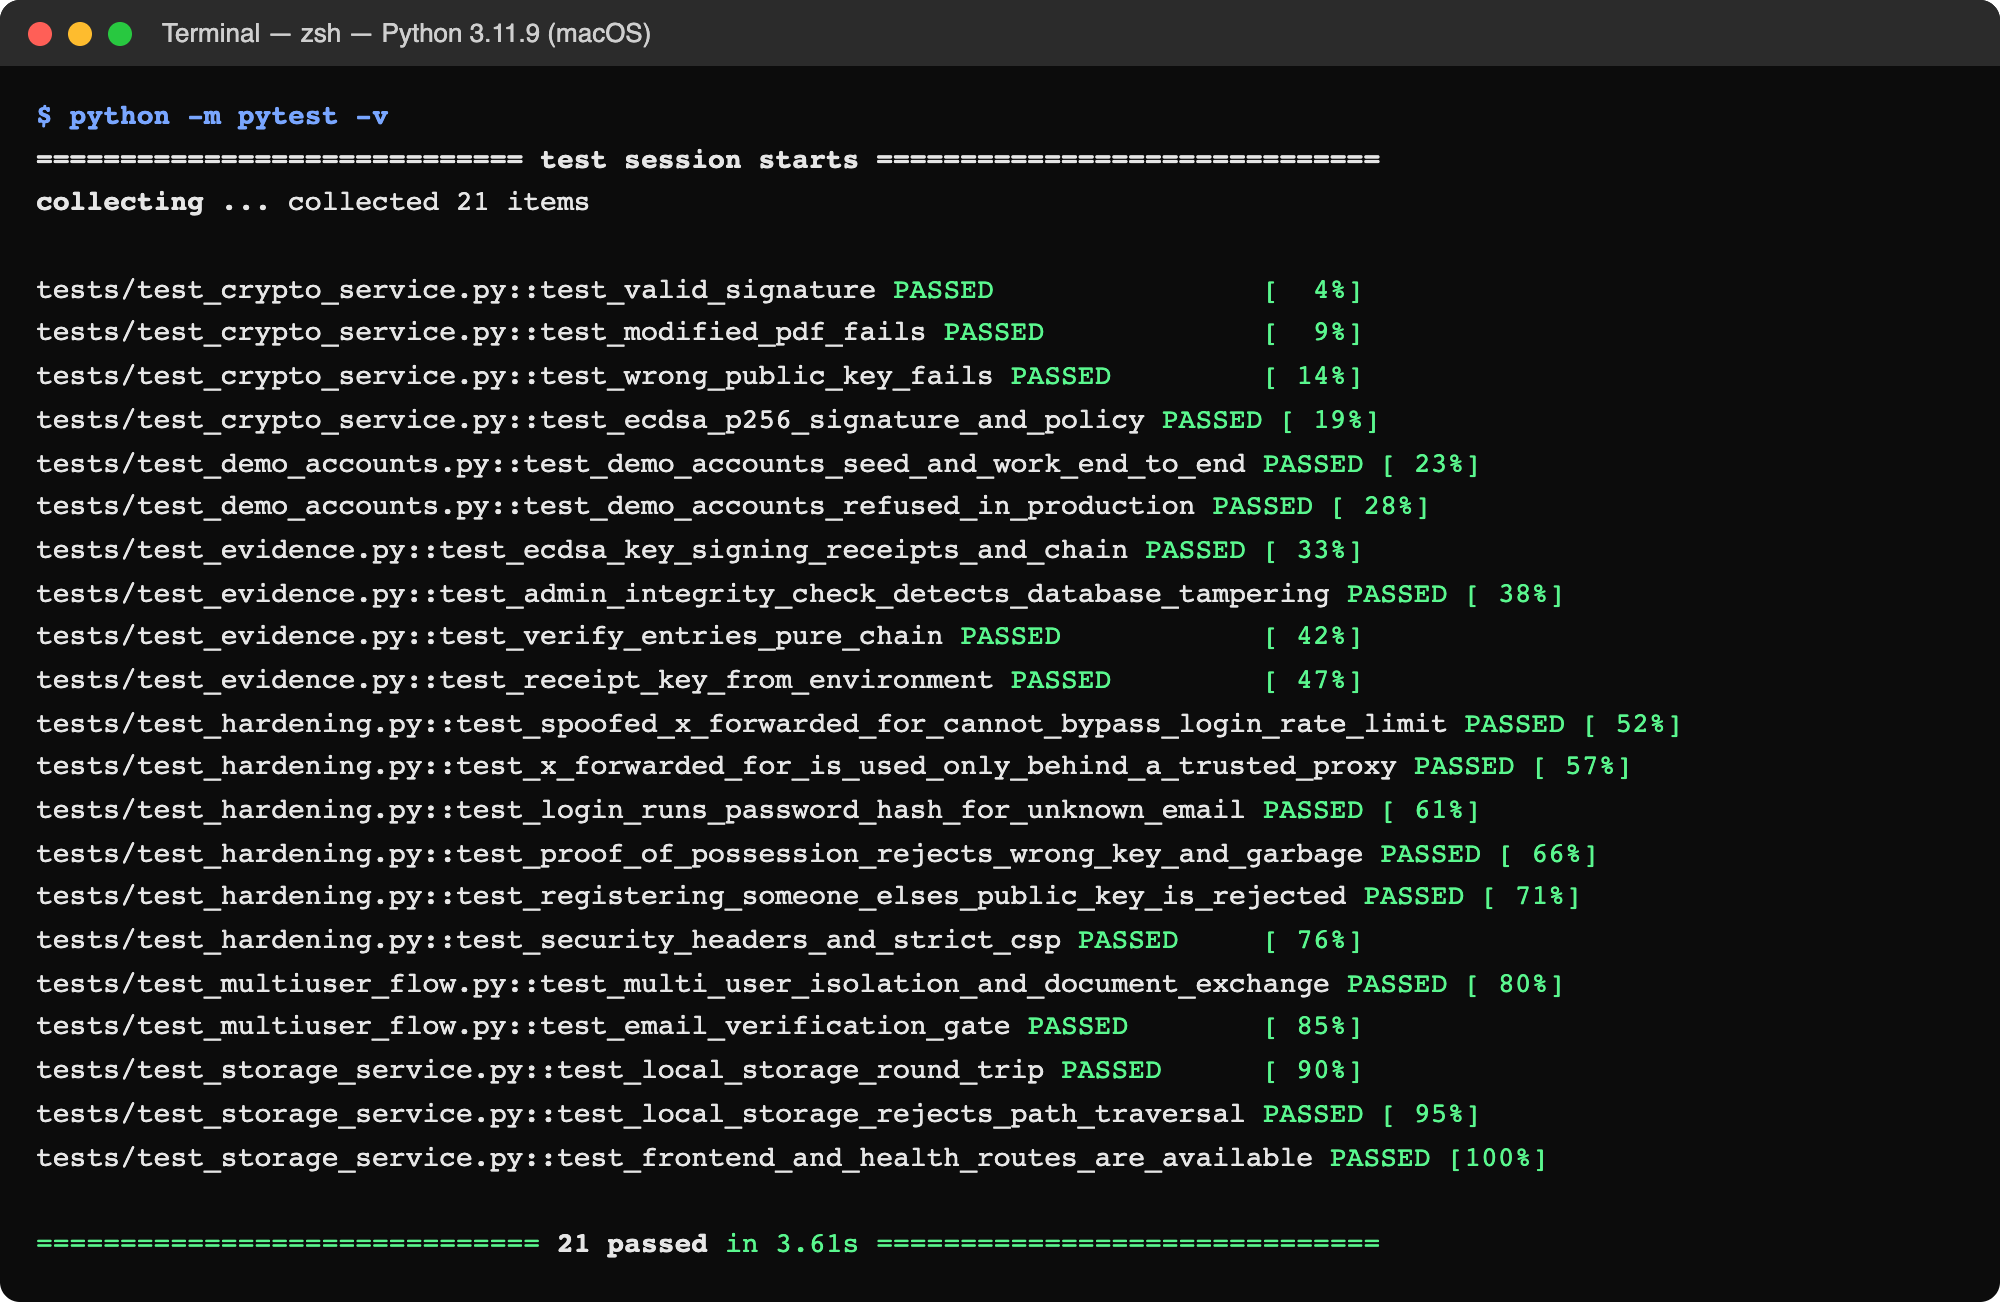 Terminal — zsh — Python 3.11.9 (macOS)
$ python -m pytest -v
============================= test session starts ==============================
collecting ... collected 21 items
tests/test_crypto_service.py::test_valid_signature PASSED                [  4%]
tests/test_crypto_service.py::test_modified_pdf_fails PASSED             [  9%]
tests/test_crypto_service.py::test_wrong_public_key_fails PASSED         [ 14%]
tests/test_crypto_service.py::test_ecdsa_p256_signature_and_policy PASSED [ 19%]
tests/test_demo_accounts.py::test_demo_accounts_seed_and_work_end_to_end PASSED [ 23%]
tests/test_demo_accounts.py::test_demo_accounts_refused_in_production PASSED [ 28%]
tests/test_evidence.py::test_ecdsa_key_signing_receipts_and_chain PASSED [ 33%]
tests/test_evidence.py::test_admin_integrity_check_detects_database_tampering PASSED [ 38%]
tests/test_evidence.py::test_verify_entries_pure_chain PASSED            [ 42%]
tests/test_evidence.py::test_receipt_key_from_environment PASSED         [ 47%]
tests/test_hardening.py::test_spoofed_x_forwarded_for_cannot_bypass_login_rate_limit PASSED [ 52%]
tests/test_hardening.py::test_x_forwarded_for_is_used_only_behind_a_trusted_proxy PASSED [ 57%]
tests/test_hardening.py::test_login_runs_password_hash_for_unknown_email PASSED [ 61%]
tests/test_hardening.py::test_proof_of_possession_rejects_wrong_key_and_garbage PASSED [ 66%]
tests/test_hardening.py::test_registering_someone_elses_public_key_is_rejected PASSED [ 71%]
tests/test_hardening.py::test_security_headers_and_strict_csp PASSED     [ 76%]
tests/test_multiuser_flow.py::test_multi_user_isolation_and_document_exchange PASSED [ 80%]
tests/test_multiuser_flow.py::test_email_verification_gate PASSED        [ 85%]
tests/test_storage_service.py::test_local_storage_round_trip PASSED      [ 90%]
tests/test_storage_service.py::test_local_storage_rejects_path_traversal PASSED [ 95%]
tests/test_storage_service.py::test_frontend_and_health_routes_are_available PASSED [100%]
============================== 21 passed in 3.61s ==============================